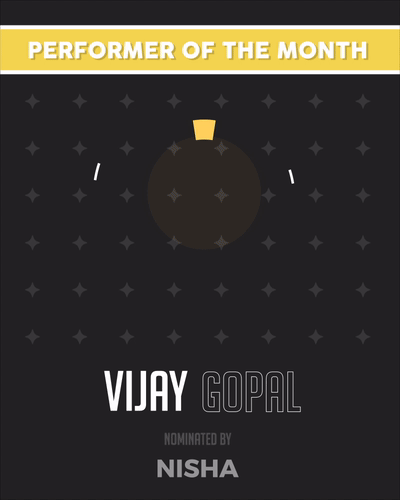 PERFORMER OF THE MONTH
VIJAY GOPAL
NOMINATED BY
NISHA